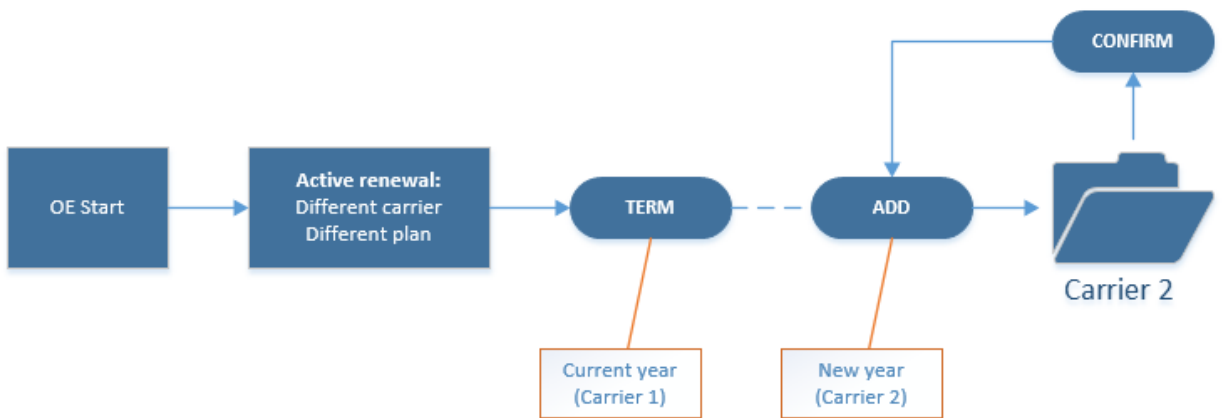 CONFIRM
OE Start
Active renewal:
Different carrier
Different plan
TERM
ADD
Carrier 2
Current year
(Carrier 1)
New year
(Carrier 2)